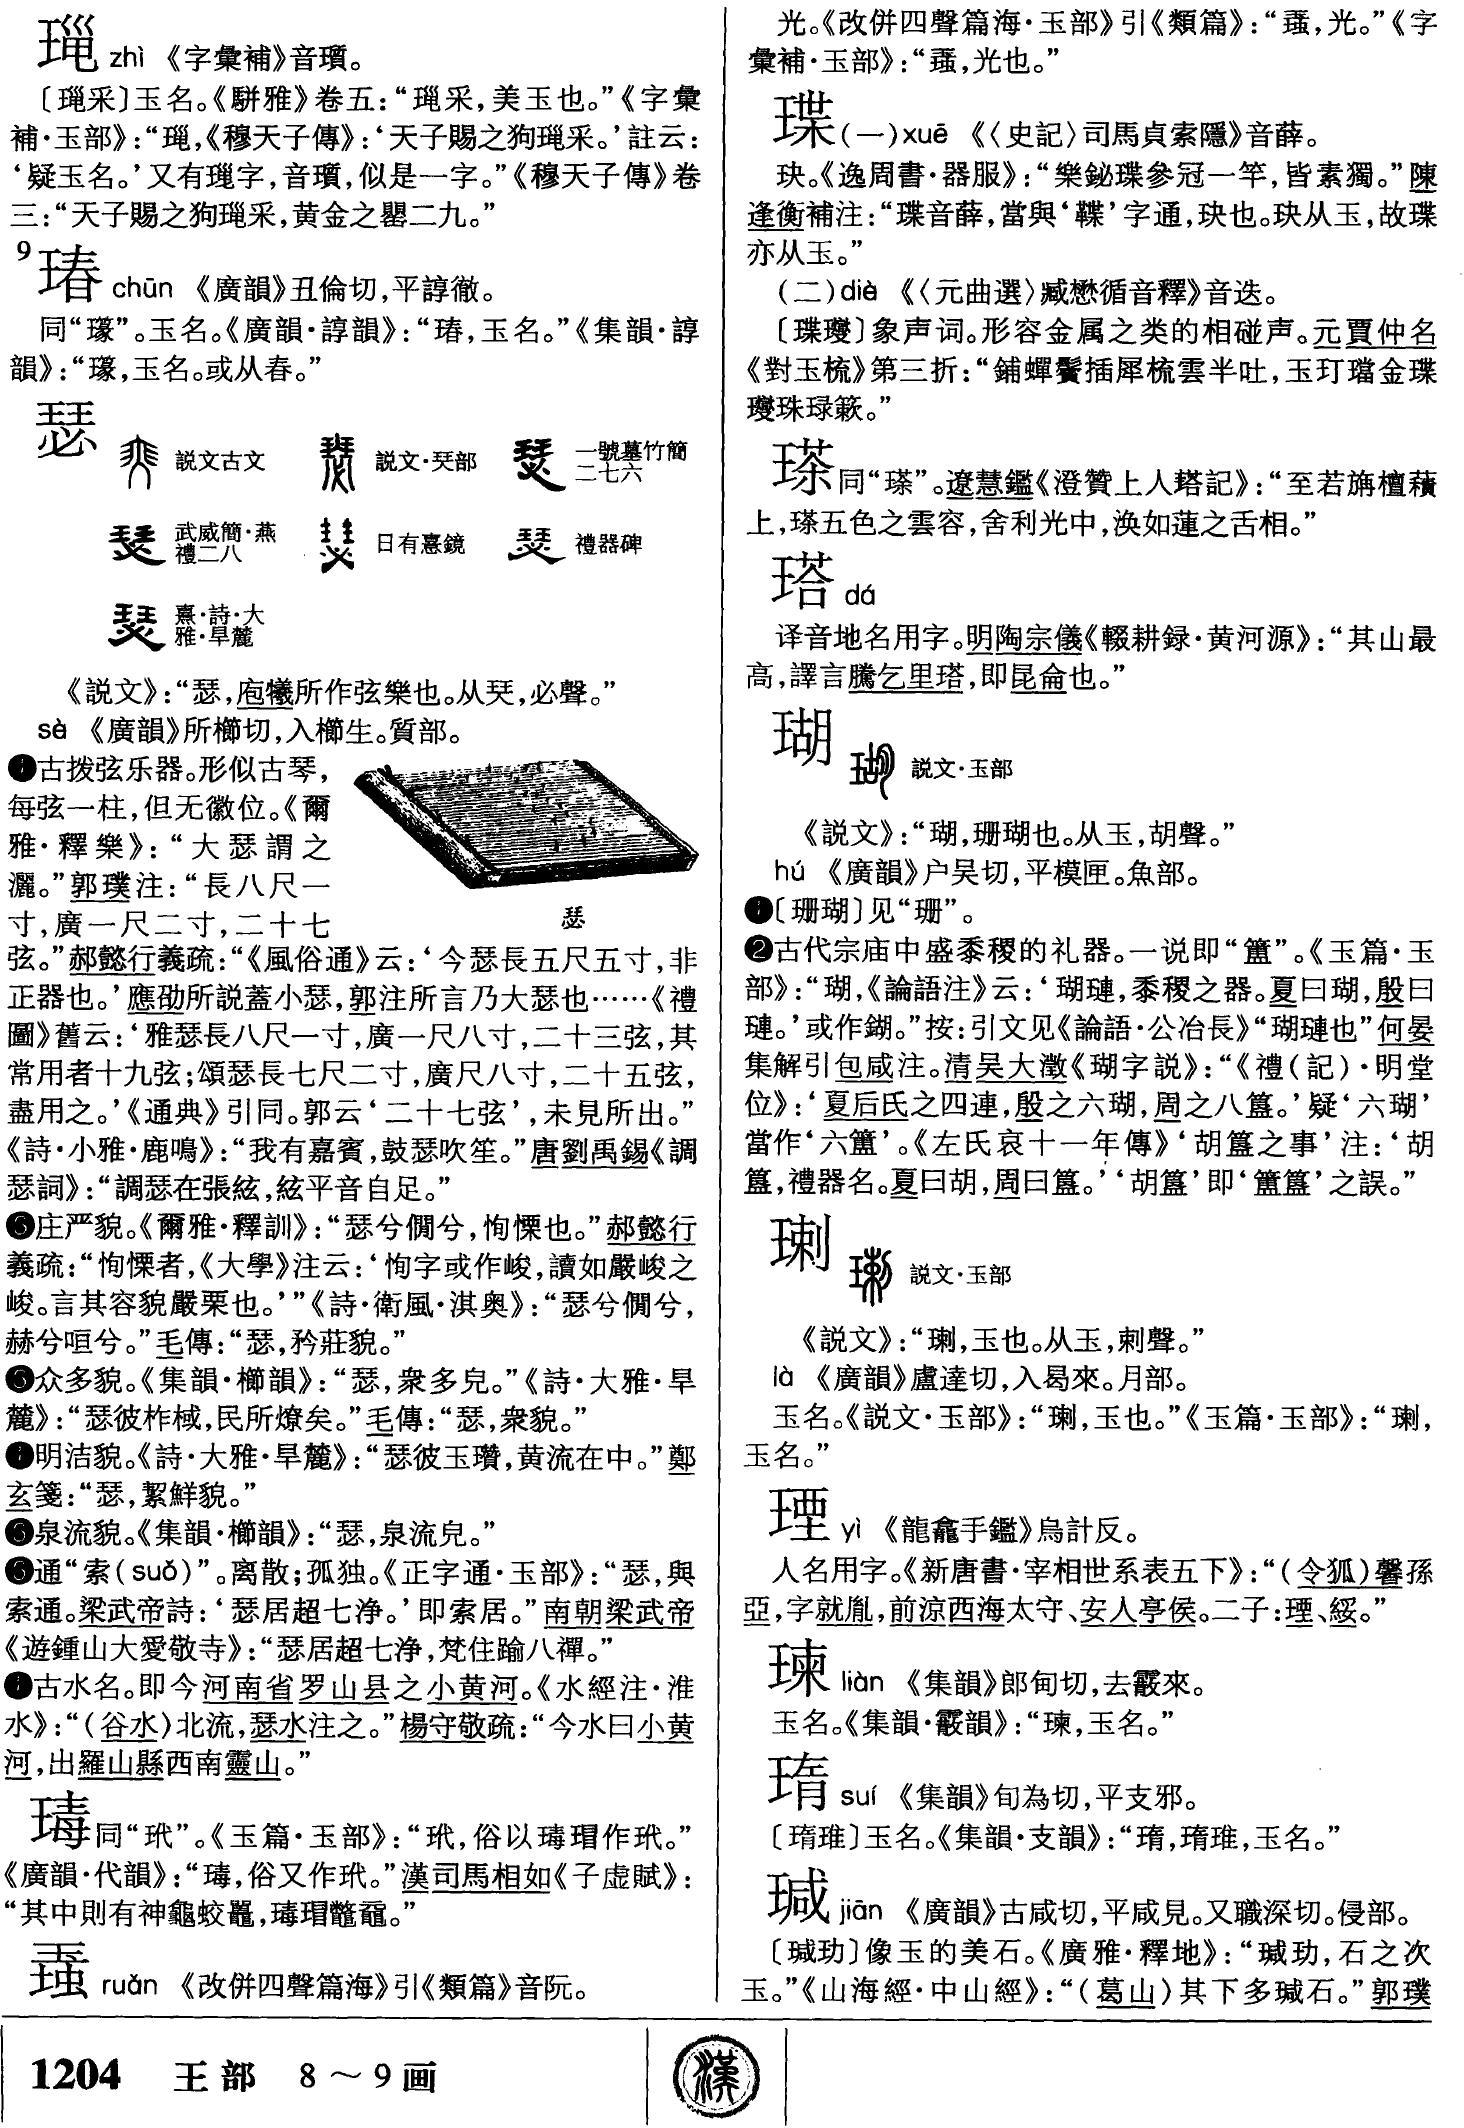 zhì 《字彙補》音瓆。
采〕玉名。《駢雅》卷五：“ 采，美玉也。”《字彙
補·玉部》：“ ，《穆天子傳》：‘天子賜之狗 采。’註云：
‘疑玉名。’又有 字，音瓆，似是一字。”《穆天子傳》卷
三：“天子賜之狗 采，黄金之罌二九。”
9
瑃 chūn 《廣韻》丑倫切，平諄徹。
同“ ”。玉名。《廣韻·諄韻》：“瑃，玉名。”《集韻·諄
韻》：“ ，玉名。或从春。”
瑟
説文古文 説文·珡部 一號墓竹簡二七六
武威簡·燕禮二八 日有憙鏡 禮器碑
熹·詩·大雅·旱麓
《説文》：“瑟，庖犧所作弦樂也。从珡，必聲。”
sè 《廣韻》所櫛切，入櫛生。質部。
❶古拨弦乐器。形似古琴，
每弦一柱，但无徽位。《爾
雅·釋樂》：“大瑟謂之
灑。”郭璞注：“長八尺一
寸，廣一尺二寸，二十七
瑟
弦。”郝懿行義疏：“《風俗通》云：‘今瑟長五尺五寸，非
正器也。’應劭所説蓋小瑟，郭注所言乃大瑟也……《禮
圖》舊云：‘雅瑟長八尺一寸，廣一尺八寸，二十三弦，其
常用者十九弦；頌瑟長七尺二寸，廣尺八寸，二十五弦，
盡用之。’《通典》引同。郭云‘二十七弦’，未見所出。”
《詩·小雅·鹿鳴》：“我有嘉賓，鼓瑟吹笙。”唐劉禹錫《調
瑟詞》：“調瑟在張絃，絃平音自足。”
庄严貌。《爾雅·釋訓》：“瑟兮僩兮，恂慄也。”郝懿行
義疏：“恂慄者，《大學》注云：‘恂字或作峻，讀如嚴峻之
峻。言其容貌嚴栗也。’”《詩·衛風·淇奥》：“瑟兮僩兮，
赫兮咺兮。”毛傳：“瑟，矜莊貌。”
众多貌。《集韻·櫛韻》：“瑟，衆多皃。”《詩·大雅·旱
麓》：“瑟彼柞棫，民所燎矣。”毛傳：“瑟，衆貌。”
明洁貌。《詩·大雅·旱麓》：“瑟彼玉瓚，黄流在中。”鄭
玄箋：“瑟，絜鮮貌。”
泉流貌。《集韻·櫛韻》：“瑟，泉流皃。”
通“索（suǒ）”。离散；孤独。《正字通·玉部》：“瑟，與
索通。梁武帝詩：‘瑟居超七净。’即索居。”南朝梁武帝
《遊鍾山大愛敬寺》：“瑟居超七净，梵住踰八禪。”
古水名。即今河南省罗山县之小黄河。《水經注·淮
水》：“（谷水）北流，瑟水注之。”楊守敬疏：“今水曰小黄
河，出羅山縣西南靈山。”
瑇同“玳”。《玉篇·玉部》：“玳，俗以瑇瑁作玳。”
《廣韻·代韻》：“瑇，俗又作玳。”漢司馬相如《子虚賦》：
“其中則有神龜蛟鼉，瑇瑁鼈黿。”
ruǎn 《改併四聲篇海》引《類篇》音阮。
光。《改併四聲篇海·玉部》引《類篇》：“ ，光。”《字
彙補·玉部》：“ ，光也。”
瑹（一）xuē 《〈史記〉司馬貞索隱》音薛。
玦。《逸周書·器服》：“樂鉍 參冠一竿，皆素獨。”陳
逢衡補注：“ 音薛，當與‘鞢’字通，玦也。玦从玉，故
亦从玉。”
（二）dié 《〈元曲選〉臧懋循音釋》音迭。
象声词。形容金属之类的相碰声。元賈仲名
《對玉梳》第三折：“鋪蟬鬢插犀梳雲半吐，玉玎璫金
珠琭簌。”
同“ ”。遼慧鑑《澄贊上人塔記》：“至若旃檀 
上， 五色之雲容，舍利光中，涣如蓮之舌相。”
㙮 dá
译音地名用字。明陶宗儀《輟耕録·黄河源》：“其山最
高，譯言騰乞里 ，即昆侖也。”
瑚
説文·玉部
《説文》：“瑚，珊瑚也。从玉，胡聲。”
hú 《廣韻》户吴切，平模匣。魚部。
❶〔珊瑚〕见“珊”。
❷古代宗庙中盛黍稷的礼器。一说即“簠”。《玉篇·玉
部》：“瑚，《論語注》云：‘瑚璉，黍稷之器。夏曰瑚，殷曰
璉。’或作鍸。”按：引文见《論語·公冶長》“瑚璉也”何晏
集解引包咸注。清吴大澂《瑚字説》：“《禮（記）·明堂
位》：‘夏后氏之四連，殷之六瑚，周之八簋。’疑‘六瑚’
當作‘六簠’。《左氏哀十一年傳》‘胡簋之事’注：‘胡
簋，禮器名。夏曰胡，周曰簋。’‘胡簋’即‘簠簋’之誤。”
瑓
説文·玉部
《説文》：“ ，玉也。从玉，剌聲。”
là 《廣韻》盧達切，入曷來。月部。
玉名。《説文·玉部》：“ ，玉也。”《玉篇·玉部》：“ ，
玉名。”
yì 《龍龕手鑑》烏計反。
人名用字。《新唐書·宰相世系表五下》：“（令狐）馨孫
亞，字就胤，前涼西海太守、安人亭侯。二子： 、綏。”
瑓 liàn 《集韻》郎甸切，去霰來。
玉名。《集韻·霰韻》：“瑓，玉名。”
suí 《集韻》旬為切，平支邪。
玉名。《集韻·支韻》：“ ，玉名。”
瑊 jiān 《廣韻》古咸切，平咸見。又職深切。侵部。
〔瑊玏〕像玉的美石。《廣雅·釋地》：“瑊玏，石之次
玉。”《山海經·中山經》：“（葛山）其下多瑊石。”郭璞
1204 王部 8～9画
漢